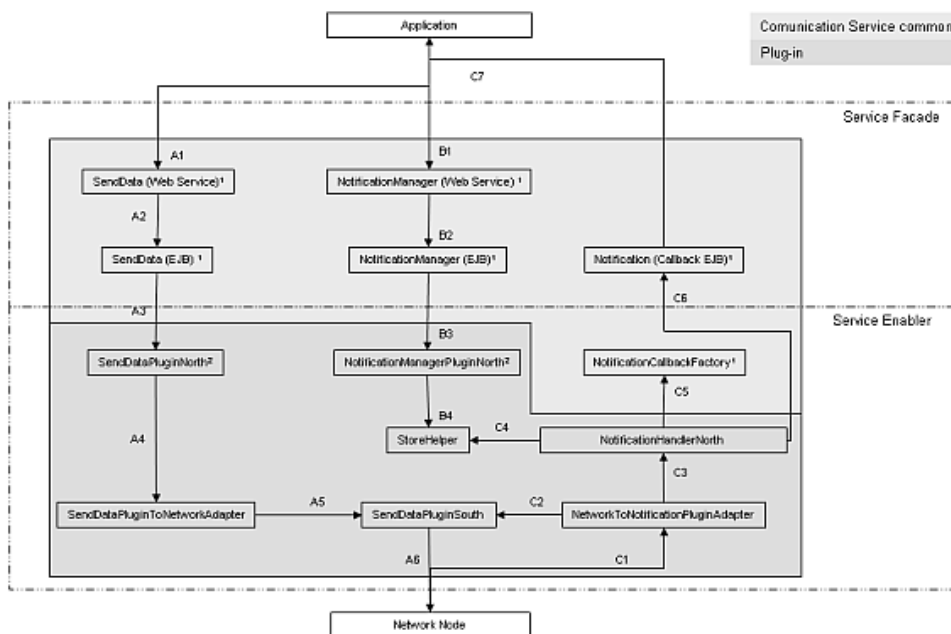 Application
Comunication Service common
Plug-in
C7
Service Facade
A1
B1
SendData (Web Service)¹
NotificationManager (Web Service) ¹
A2
B2
SendData (EJB) ¹
NotificationManager (EJB)¹
Notification (Callback EJB)¹
A3
C6
Service Enabler
B3
SendDataPluginNorth²
NotificationManagerPluginNorth²
NotificationCallbackFactory¹
C5
A4
B4
C4
StoreHelper
NotificationHandlerNorth
C3
A5
C2
SendDataPluginToNetworkAdapter
SendDataPluginSouth
NetworkToNotificationPluginAdapter
A6
C1
Network Node